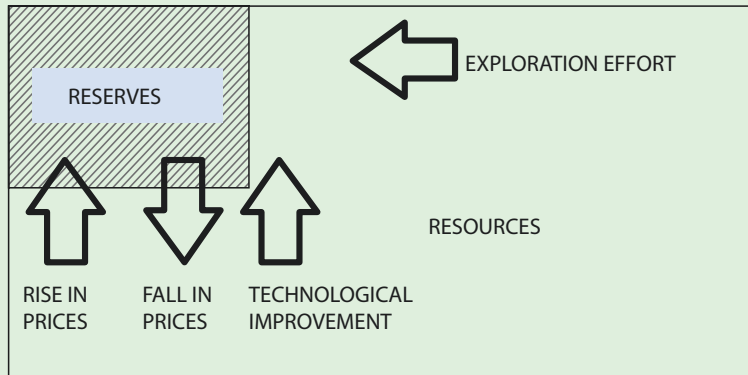 EXPLORATION EFFORT
RESERVES
RESOURCES
RISE IN
PRICES
FALL IN
PRICES
TECHNOLOGICAL
IMPROVEMENT